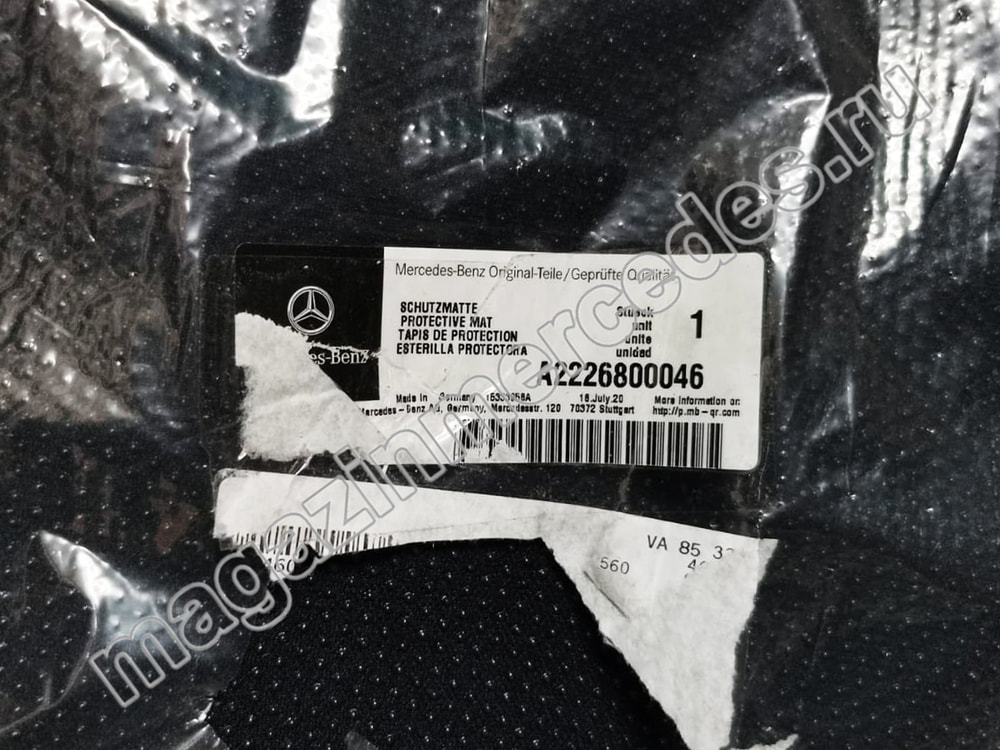 Mercedes-Benz Original-Teile/Geprüfte Qualität
SCHUTZMATTE
PROTECTIVE MAT
TAPIS DE PROTECTION
ESTERILLA PROTECTORA
Stueck
unit
unite
unidad
1
es-Benz
A2226800046
Made in Germany
16.July.20
More information on:
Mercedes-Benz AG, Germany, Mercedesstr. 120 70372 Stuttgart
http://p.mb-qr.com
VA 85
560
magazinmercedes.ru